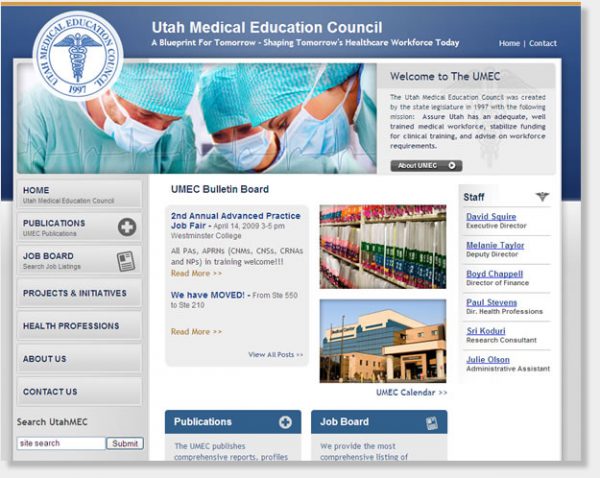 UTAH MEDICAL EDUCATION COUNCIL
1997
Utah Medical Education Council
A Blueprint For Tomorrow - Shaping Tomorrow's Healthcare Workforce Today
Home | Contact
Welcome to The UMEC
The Utah Medical Education Council was created
by the state legislature in 1997 with the following
mission: Assure Utah has an adequate, well
trained medical workforce, stabilize funding
for clinical training, and advise on workforce
requirements.
About UMEC
HOME
Utah Medical Education Council
PUBLICATIONS
UMEC Publications
JOB BOARD
Search Job Listings
PROJECTS & INITIATIVES
HEALTH PROFESSIONS
ABOUT US
CONTACT US
Search UtahMEC
site search
Submit
UMEC Bulletin Board
2nd Annual Advanced Practice
Job Fair - April 14, 2009 3-5 pm
Westminster College
All PAs, APRNs (CNMs, CNSs, CRNAs
and NPs) in training welcome!!!
Read More >>
We have MOVED! - From Ste 550
to Ste 210
Read More >>
View All Posts >>
UMEC Calendar >>
Staff
David Squire
Executive Director
Melanie Taylor
Deputy Director
Boyd Chappell
Director of Finance
Paul Stevens
Dir. Health Professions
Sri Koduri
Research Consultant
Julie Olson
Administrative Assistant
Publications
The UMEC publishes
comprehensive reports, profiles
Job Board
We provide the most
comprehensive listing of